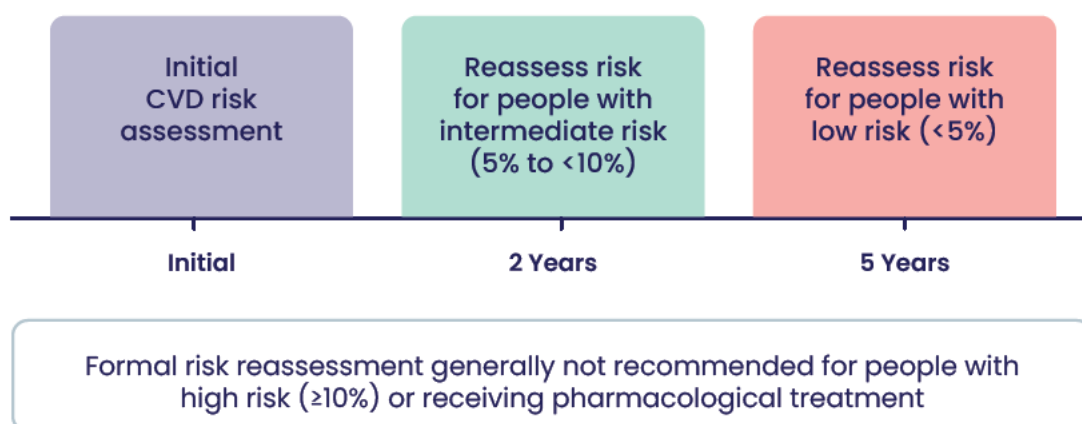 Initial
CVD risk
assessment
Reassess risk
for people with
intermediate risk
(5% to <10%)
Reassess risk
for people with
low risk (<5%)
Initial
2 Years
5 Years
Formal risk reassessment generally not recommended for people with
high risk (≥10%) or receiving pharmacological treatment